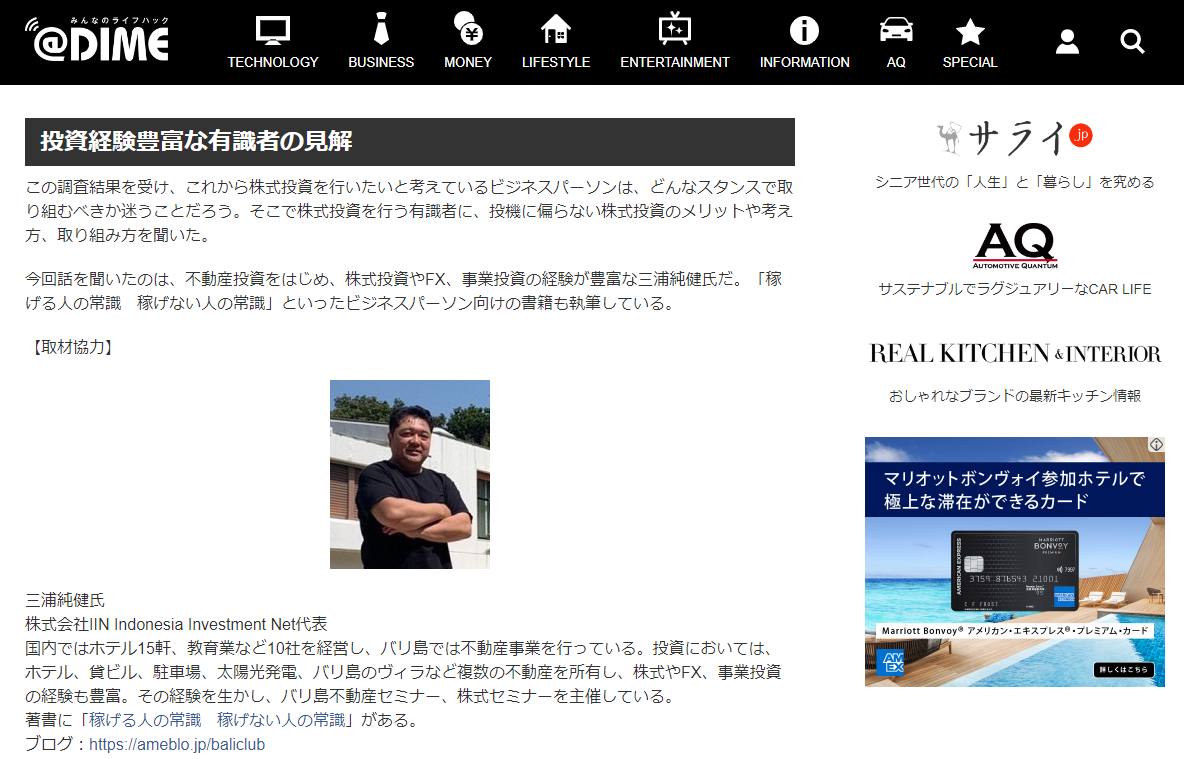 みんなのライフハック
@DIME
TECHNOLOGY
BUSINESS
MONEY
LIFESTYLE
ENTERTAINMENT
INFORMATION
AQ
SPECIAL
投資経験豊富な有識者の見解
この調査結果を受け、これから株式投資を行いたいと考えているビジネスパーソンは、どんなスタンスで取
り組むべきか迷うことだろう。そこで株式投資を行う有識者に、投機に偏らない株式投資のメリットや考え
方、取り組み方を聞いた。
今回話を聞いたのは、不動産投資をはじめ、株式投資やFX、事業投資の経験が豊富な三浦純健氏だ。「稼
げる人の常識　稼げない人の常識」といったビジネスパーソン向けの書籍も執筆している。
【取材協力】
三浦純健氏
株式会社IIN Indonesia Investment Net代表
国内ではホテル15軒、教育業など10社を経営し、バリ島では不動産事業を行っている。投資においては、
ホテル、貸ビル、駐車場、太陽光発電、バリ島のヴィラなど複数の不動産を所有し、株式やFX、事業投資
の経験も豊富。その経験を生かし、バリ島不動産セミナー、株式セミナーを主催している。
著書に「稼げる人の常識　稼げない人の常識」がある。
ブログ：https://ameblo.jp/baliclub
サライ.jp
シニア世代の「人生」と「暮らし」を究める
AQ
AUTOMOTIVE QUANTUM
サステナブルでラグジュアリーなCAR LIFE
REAL KITCHEN & INTERIOR
おしゃれなブランドの最新キッチン情報
マリオットボンヴォイ参加ホテルで
極上な滞在ができるカード
AMERICAN EXPRESS
MARRIOTT
BONVOY
PREMIUM
7997
3759 876543 21001
C F FROST
Marriott Bonvoy® アメリカン・エキスプレス®・プレミアム・カード
AMEX
詳しくはこちら